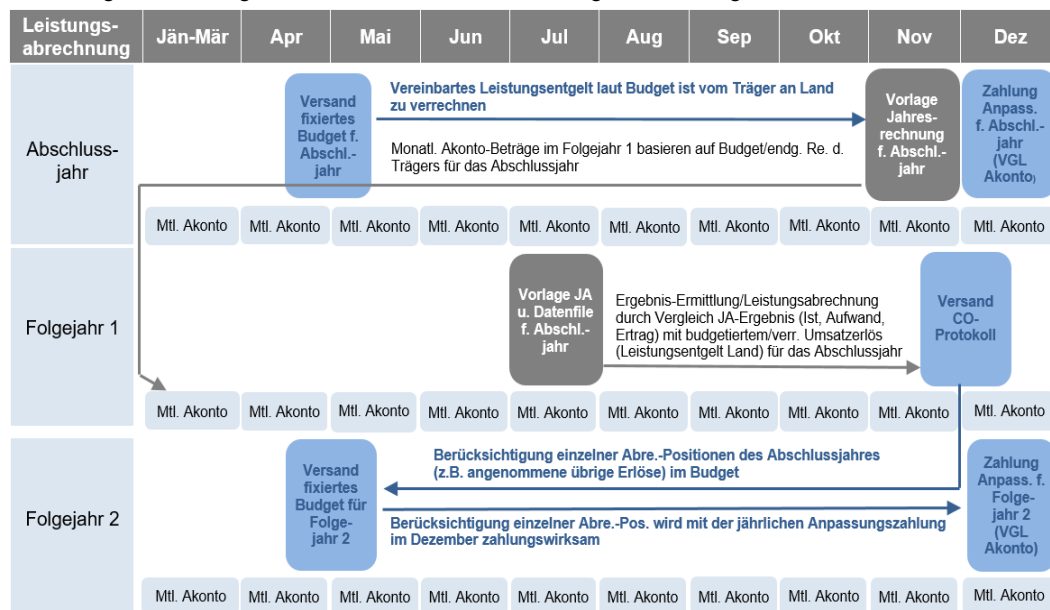 Leistungs-
abrechnung
Jän-Mär
Apr
Mai
Jun
Jul
Aug
Sep
Okt
Nov
Dez
Abschluss-
jahr
Versand
fixiertes
Budget f.
Abschl.-
jahr
Vereinbartes Leistungsentgelt laut Budget ist vom Träger an Land
zu verrechnen
Monatl. Akonto-Beträge im Folgejahr 1 basieren auf Budget/endg. Re. d.
Trägers für das Abschlussjahr
Vorlage
Jahres-
rechnung
f. Abschl.-
jahr
Zahlung
Anpass.
f. Abschl.-
jahr
(VGL
Akonto)
Mtl. Akonto
Mtl. Akonto
Mtl. Akonto
Mtl. Akonto
Mtl. Akonto
Mtl. Akonto
Mtl. Akonto
Mtl. Akonto
Mtl. Akonto
Mtl. Akonto
Folgejahr 1
Vorlage JA
u. Datenfile
f. Abschl.-
jahr
Ergebnis-Ermittlung/Leistungsabrechnung
durch Vergleich JA-Ergebnis (Ist, Aufwand,
Ertrag) mit budgetiertem/verr. Umsatzerlös
(Leistungsentgelt Land) für das Abschlussjahr
Versand
CO-
Protokoll
Mtl. Akonto
Mtl. Akonto
Mtl. Akonto
Mtl. Akonto
Mtl. Akonto
Mtl. Akonto
Mtl. Akonto
Mtl. Akonto
Mtl. Akonto
Mtl. Akonto
Folgejahr 2
Versand
fixiertes
Budget für
Folge-
jahr 2
Berücksichtigung einzelner Abre.-Positionen des Abschlussjahres
(z.B. angenommene übrige Erlöse) im Budget
Berücksichtigung einzelner Abre.-Pos. wird mit der jährlichen Anpassungszahlung
im Dezember zahlungswirksam
Zahlung
Anpass. f.
Folge-
jahr 2
(VGL
Akonto)
Mtl. Akonto
Mtl. Akonto
Mtl. Akonto
Mtl. Akonto
Mtl. Akonto
Mtl. Akonto
Mtl. Akonto
Mtl. Akonto
Mtl. Akonto
Mtl. Akonto